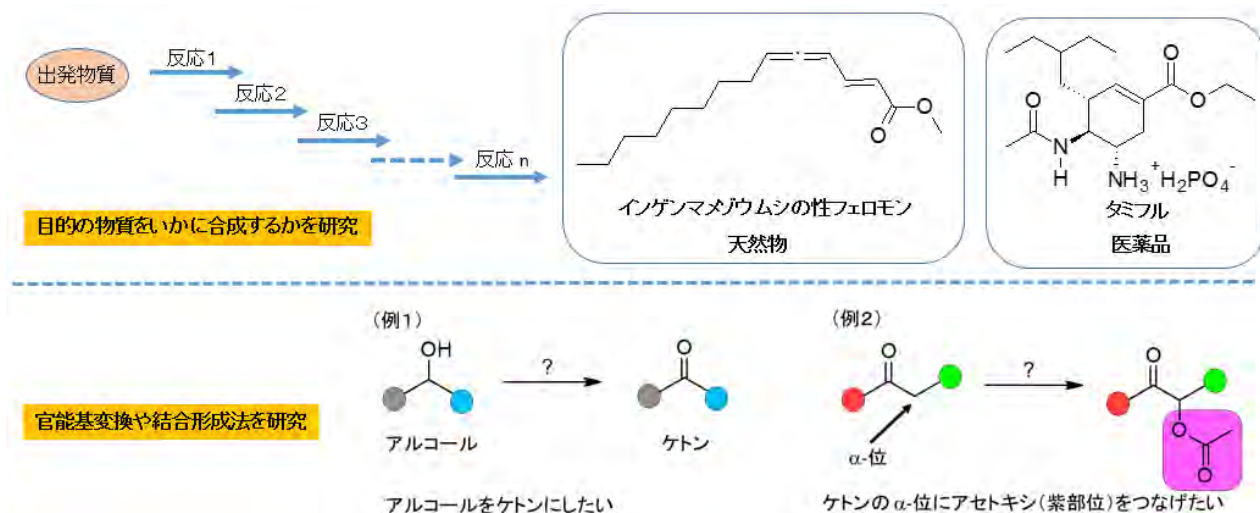 出発物質
反応1
反応2
反応3
反応 n
目的の物質をいかに合成するかを研究
O
O
インゲンマメゾウムシの性フェロモン
天然物
O
O
O
N
H
NH₃⁺H₂PO₄⁻
タミフル
医薬品
官能基変換や結合形成法を研究
(例1)
OH
?
O
アルコール
ケトン
アルコールをケトンにしたい
(例2)
O
α-位
?
O
O
O
ケトンのα-位にアセトキシ(紫部位)をつなげたい